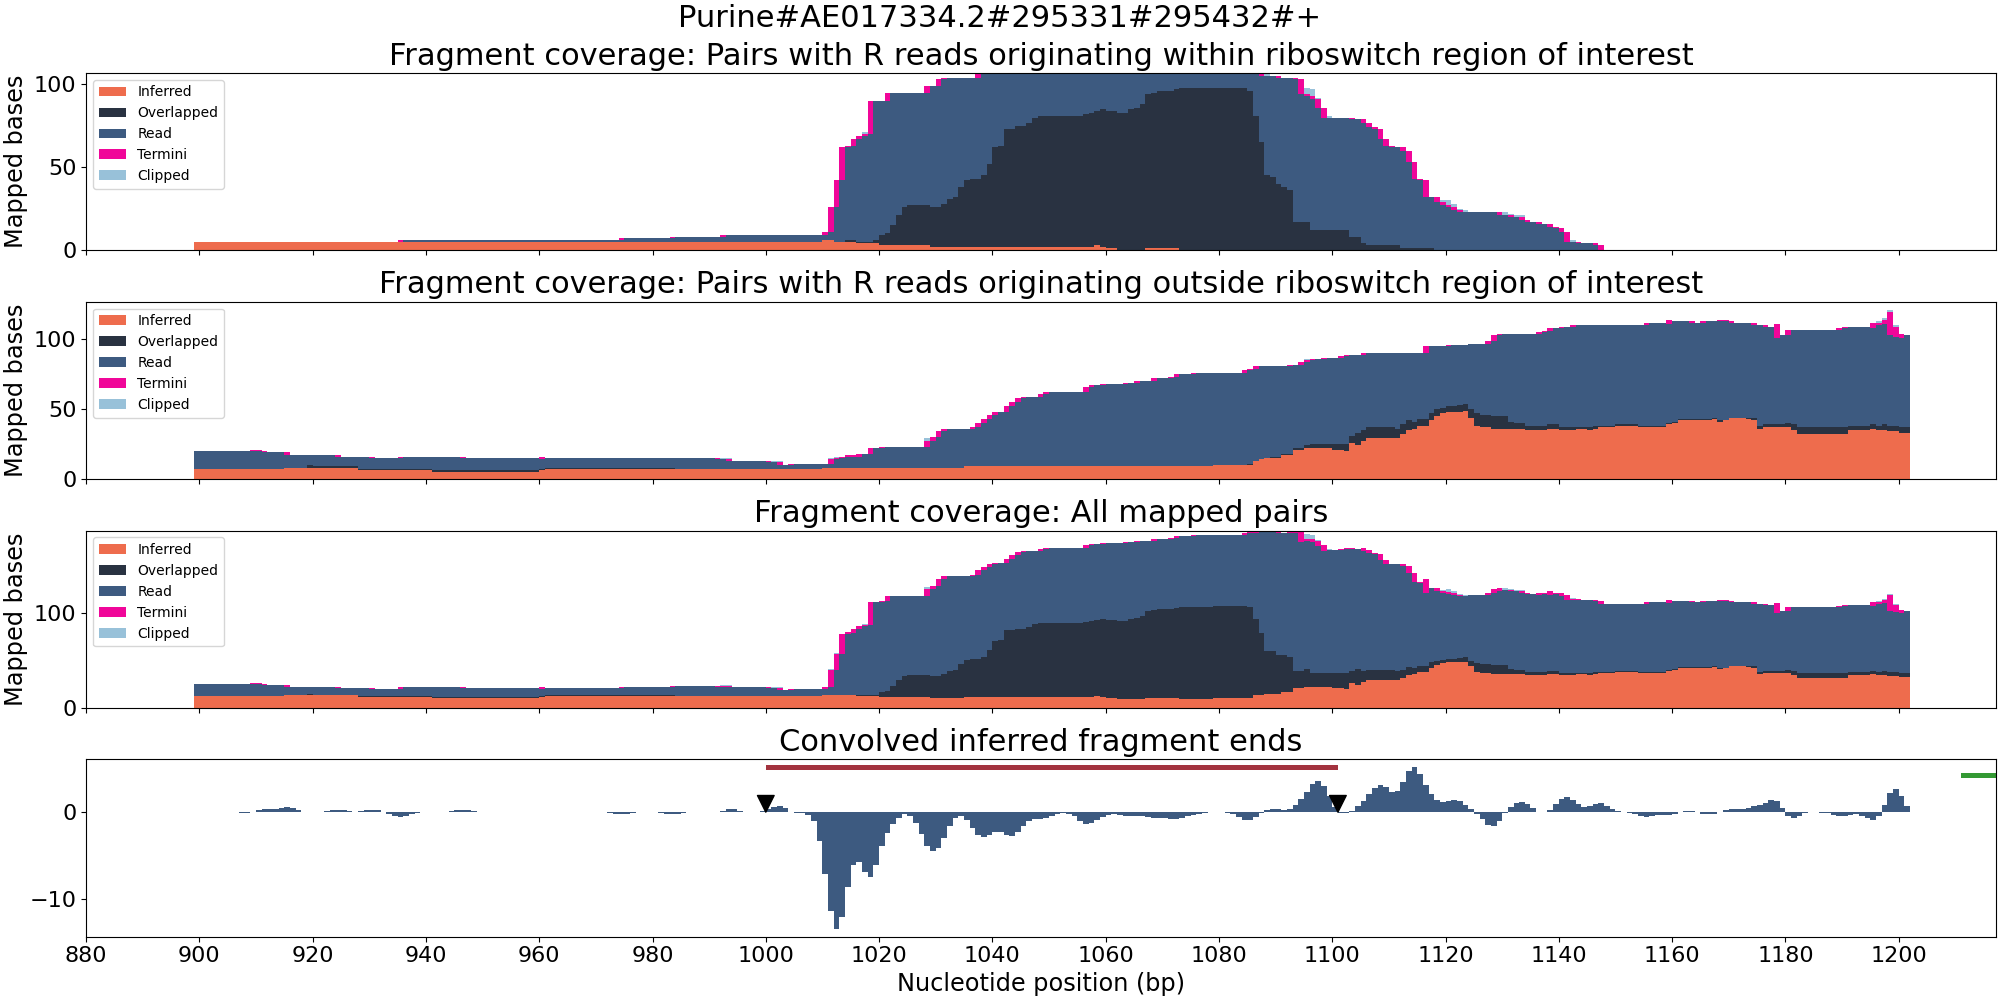 Purine#AE017334.2#295331#295432#+
Fragment coverage: Pairs with R reads originating within riboswitch region of interest
Mapped bases
100
50
0
Inferred
Overlapped
Read
Termini
Clipped
Fragment coverage: Pairs with R reads originating outside riboswitch region of interest
Mapped bases
100
50
0
Inferred
Overlapped
Read
Termini
Clipped
Fragment coverage: All mapped pairs
Mapped bases
100
0
Inferred
Overlapped
Read
Termini
Clipped
Convolved inferred fragment ends
0
−10
880 900 920 940 960 980 1000 1020 1040 1060 1080 1100 1120 1140 1160 1180 1200
Nucleotide position (bp)